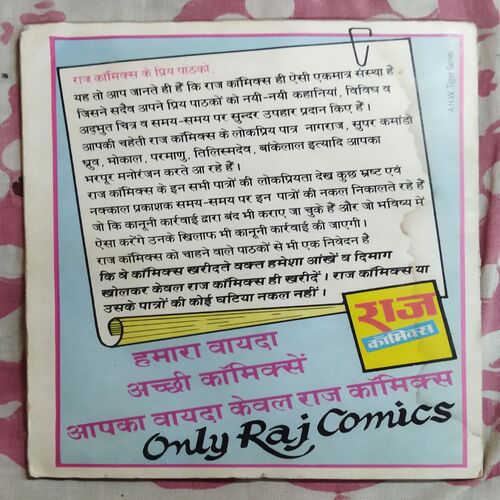 राज कॉमिक्स के प्रिय पाठकों,
यह तो आप जानते ही हैं कि राज कॉमिक्स ही ऐसी एकमात्र संस्था है
जिसने सदैव अपने प्रिय पाठकों को नयी-नयी कहानियां, विविध व
अद्भुत चित्र व समय-समय पर सुन्दर उपहार प्रदान किए हैं।
आपकी चहेती राज कॉमिक्स के लोकप्रिय पात्र नागराज, सुपर कमांडो
ध्रुव, भोकाल, परमाणु, तिलिस्मदेव, बांकेलाल इत्यादि आपका
भरपूर मनोरंजन करते आ रहे हैं।
राज कॉमिक्स के इन सभी पात्रों की लोकप्रियता देख कुछ भ्रष्ट एवं
नक्काल प्रकाशक समय-समय पर इन पात्रों की नकल निकालते रहे हैं
जो कि कानूनी कार्रवाई द्वारा बंद भी कराए जा चुके हैं और जो भविष्य में
ऐसा करेंगे उनके खिलाफ भी कानूनी कार्रवाई की जाएगी।
राज कॉमिक्स को चाहने वाले पाठकों से भी एक निवेदन है
कि वे कॉमिक्स खरीदते वक्त हमेशा आंखें व दिमाग
खोलकर केवल राज कॉमिक्स ही खरीदें। राज कॉमिक्स या
उसके पात्रों की कोई घटिया नकल नहीं।
राज
कॉमिक्स
हमारा वायदा
अच्छी कॉमिक्सें
आपका वायदा केवल राज कॉमिक्स
Only Raj Comics